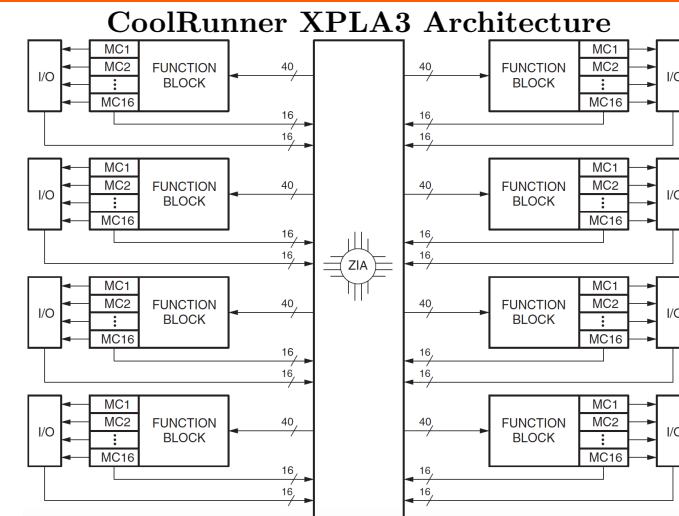 CoolRunner XPLA3 Architecture
I/O
MC1
MC2
MC16
FUNCTION
BLOCK
40
16
16
40
16
16
FUNCTION
BLOCK
MC1
MC2
MC16
I/O
I/O
MC1
MC2
MC16
FUNCTION
BLOCK
40
16
16
40
16
16
FUNCTION
BLOCK
MC1
MC2
MC16
I/O
ZIA
I/O
MC1
MC2
MC16
FUNCTION
BLOCK
40
16
16
40
16
16
FUNCTION
BLOCK
MC1
MC2
MC16
I/O
I/O
MC1
MC2
MC16
FUNCTION
BLOCK
40
16
16
40
16
16
FUNCTION
BLOCK
MC1
MC2
MC16
I/O